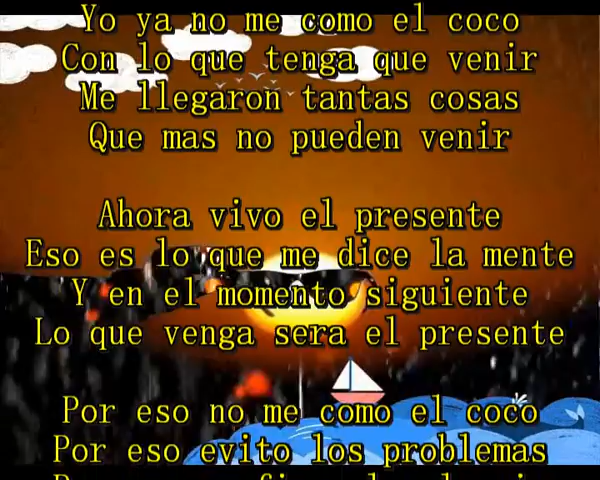 Yo ya no me como el coco
Con lo que tenga que venir
Me llegaron tantas cosas
Que mas no pueden venir
Ahora vivo el presente
Eso es lo que me dice la mente
Y en el momento siguiente
Lo que venga sera el presente
Por eso no me como el coco
Por eso evito los problemas